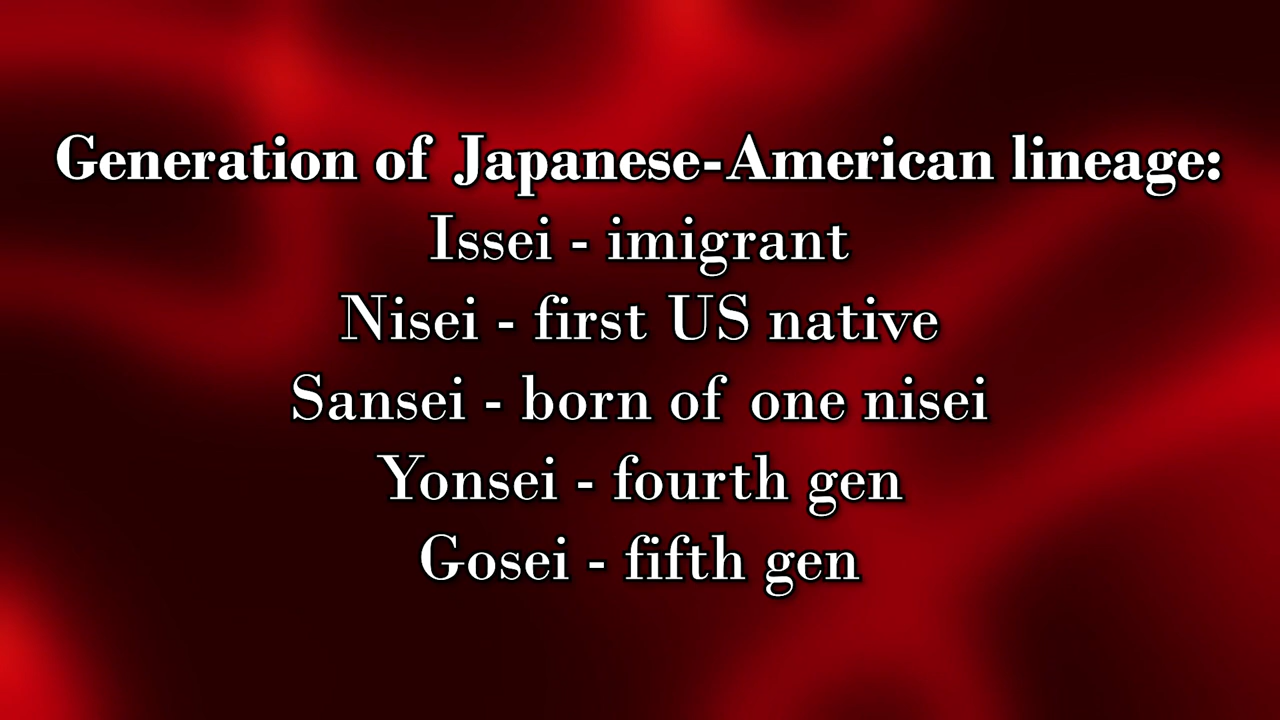 Generation of Japanese-American lineage:
Issei - imigrant
Nisei - first US native
Sansei - born of one nisei
Yonsei - fourth gen
Gosei - fifth gen